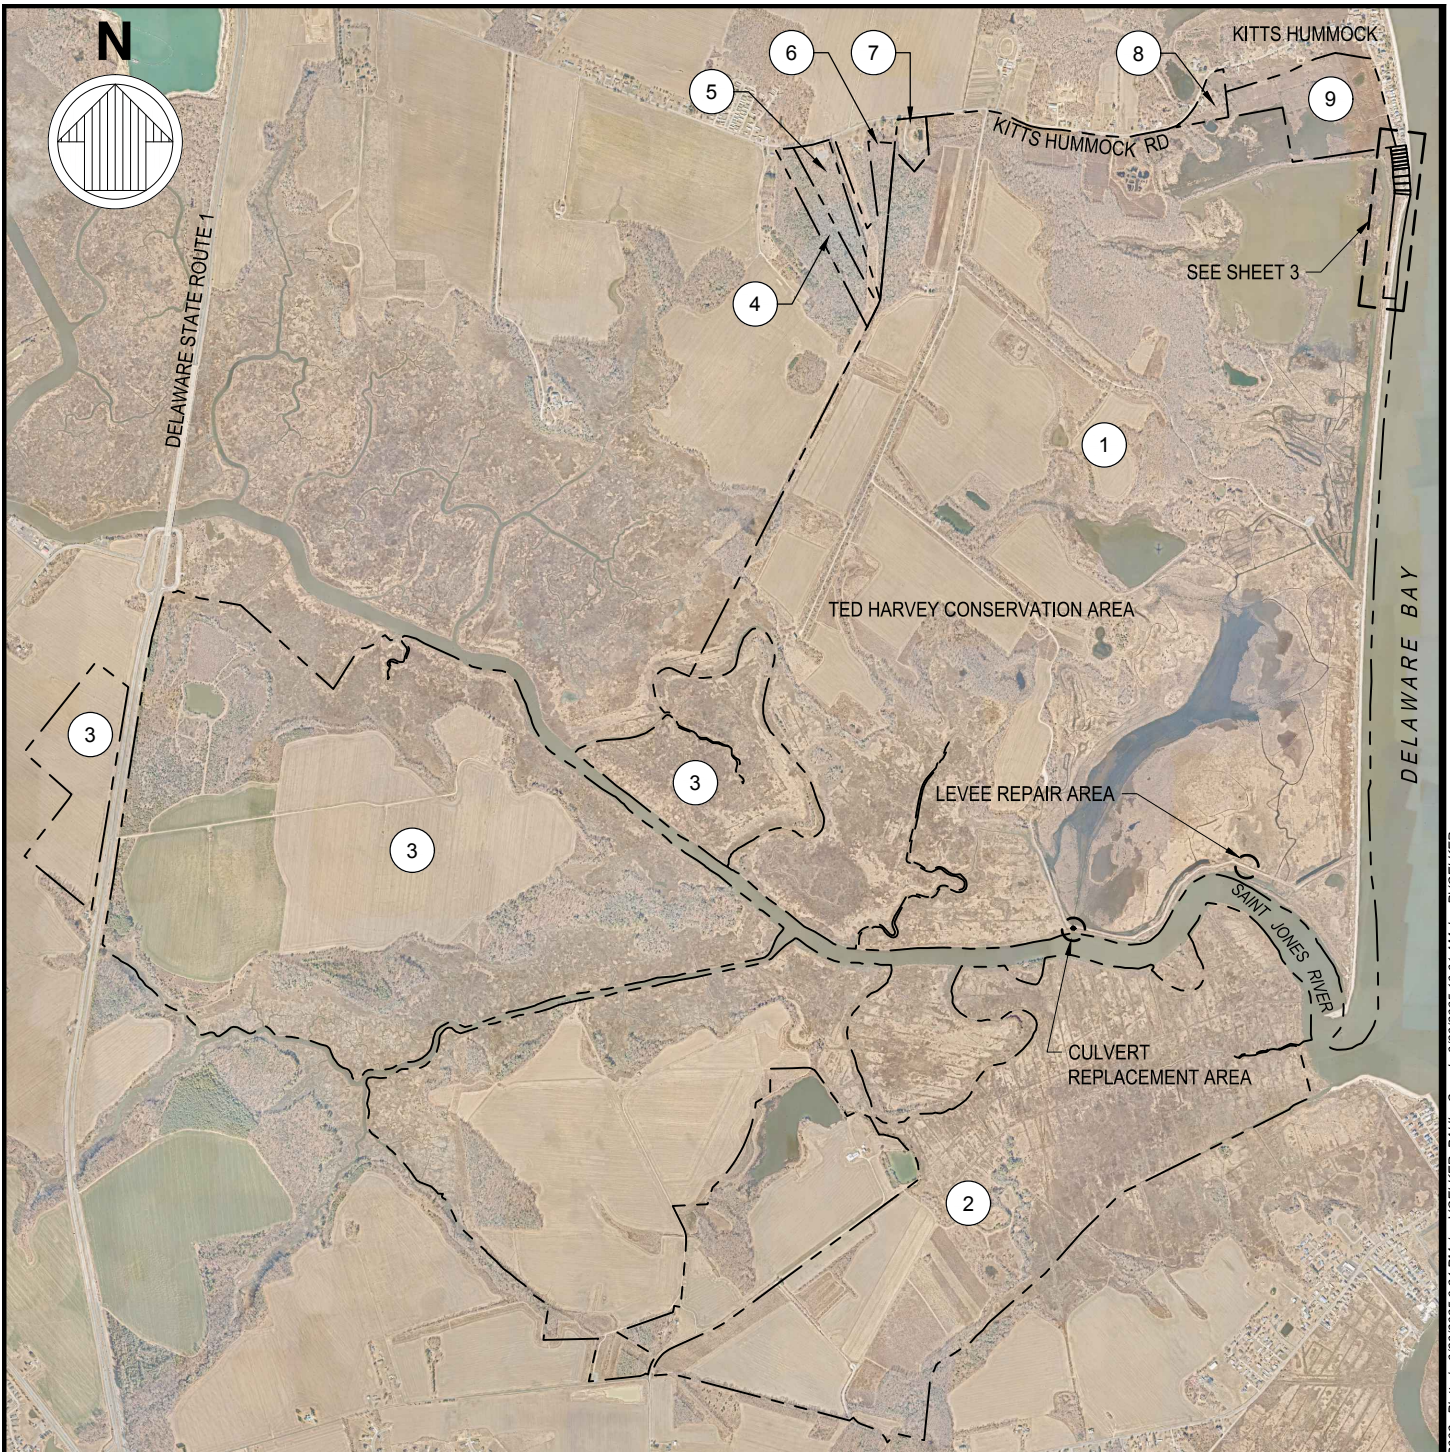 N
KITTS HUMMOCK
6
7
8
5
9
KITTS HUMMOCK RD
DELAWARE STATE ROUTE 1
SEE SHEET 3
4
1
TED HARVEY CONSERVATION AREA
DELAWARE BAY
3
3
LEVEE REPAIR AREA
3
SAINT JONES RIVER
CULVERT
REPLACEMENT AREA
2